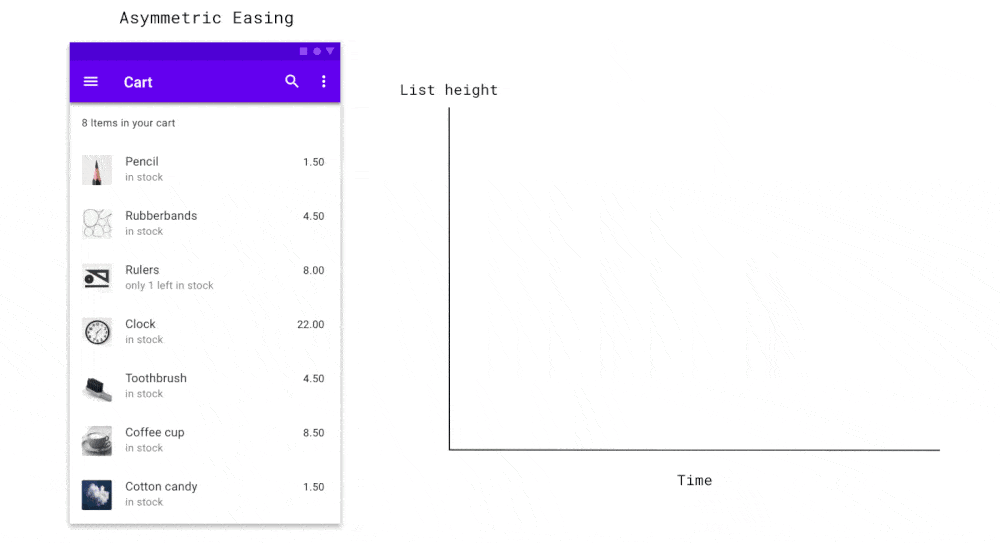 Asymmetric Easing
Cart
8 Items in your cart
Pencil 1.50
in stock
Rubberbands 4.50
in stock
Rulers 8.00
only 1 left in stock
Clock 22.00
in stock
Toothbrush 4.50
in stock
Coffee cup 8.50
in stock
Cotton candy 1.50
in stock
List height
Time